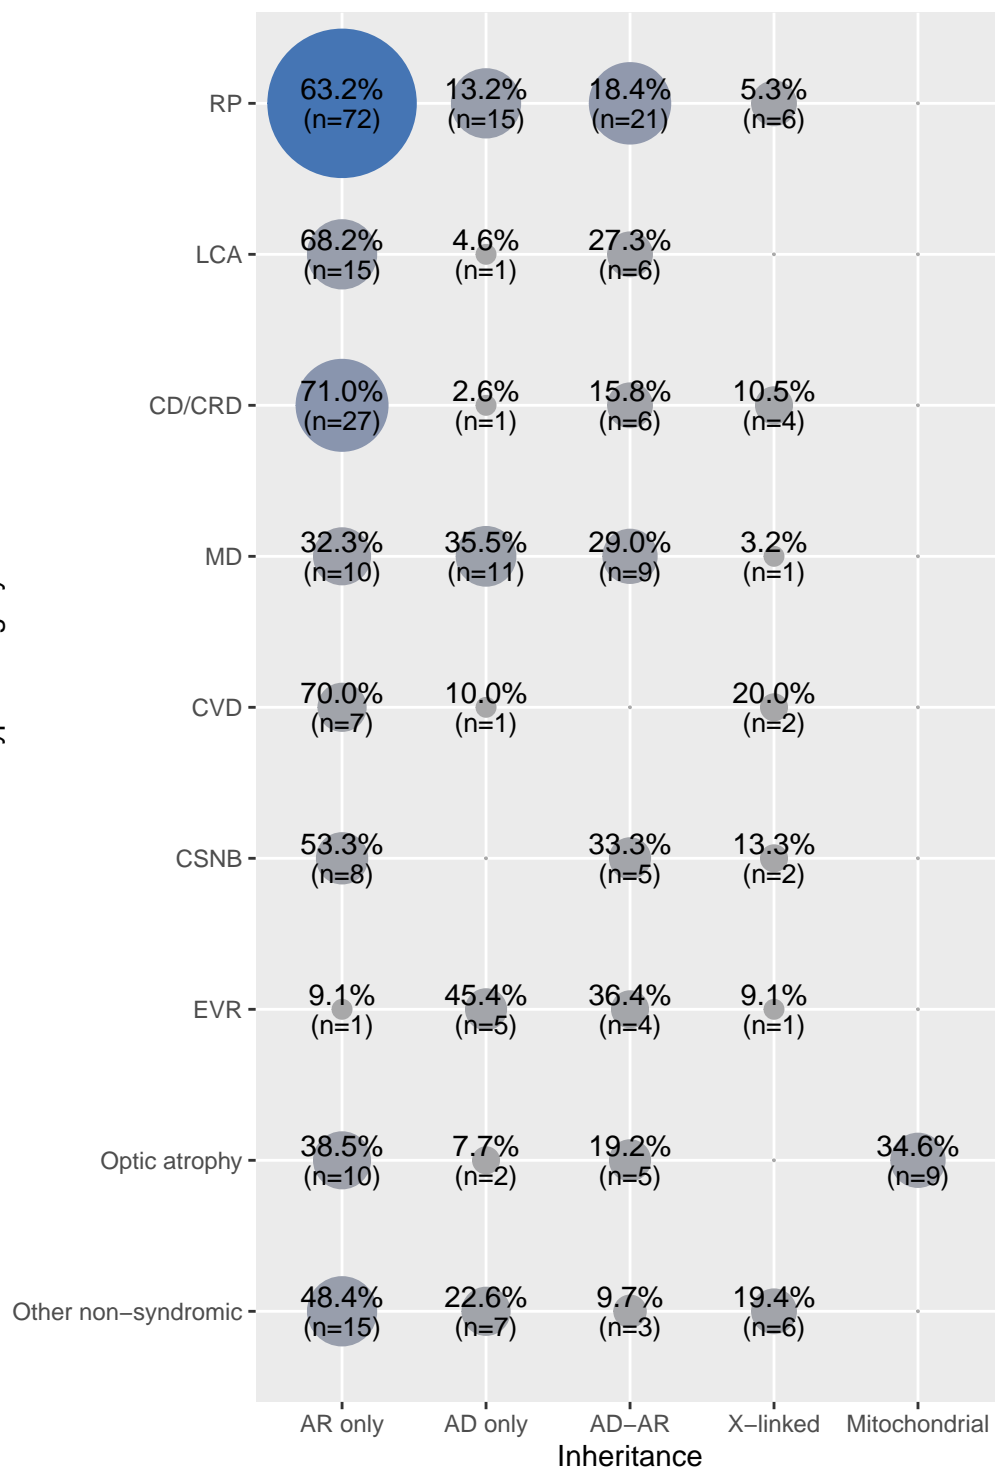 RP
63.2% 13.2% 18.4% 5.3%
(n=72) (n=15) (n=21) (n=6)
LCA
68.2% 4.6% 27.3%
(n=15) (n=1) (n=6)
CD/CRD
71.0% 2.6% 15.8% 10.5%
(n=27) (n=1) (n=6) (n=4)
MD
32.3% 35.5% 29.0% 3.2%
(n=10) (n=11) (n=9) (n=1)
CVD
70.0% 10.0% 20.0%
(n=7) (n=1) (n=2)
CSNB
53.3% 33.3% 13.3%
(n=8) (n=5) (n=2)
EVR
9.1% 45.4% 36.4% 9.1%
(n=1) (n=5) (n=4) (n=1)
Optic atrophy
38.5% 7.7% 19.2% 34.6%
(n=10) (n=2) (n=5) (n=9)
Other non−syndromic
48.4% 22.6% 9.7% 19.4%
(n=15) (n=7) (n=3) (n=6)
AR only AD only AD−AR X−linked Mitochondrial
Inheritance